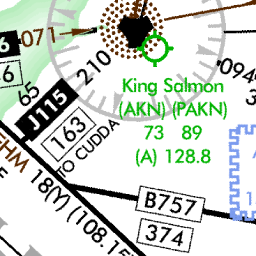 071
210
094
65
J115
163
TO CUDDA
King Salmon
(AKN) (PAKN)
73 89
(A) 128.8
18(Y) (108.15
B757
374